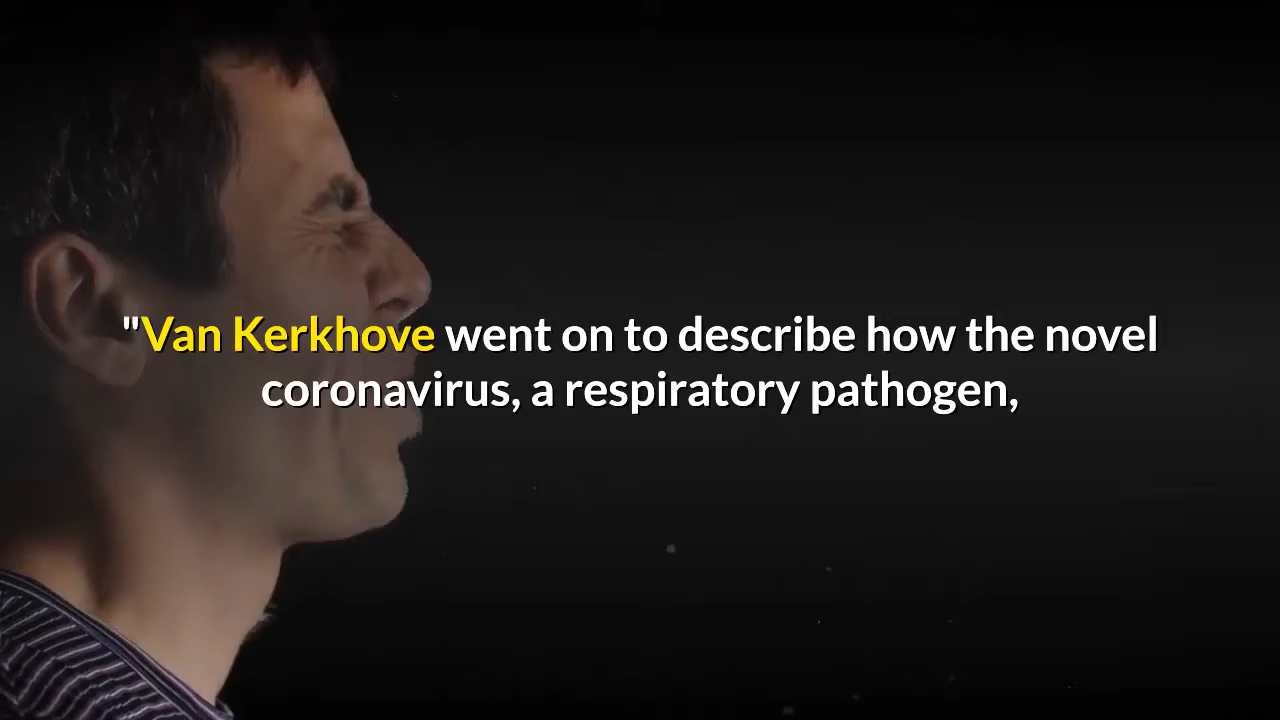 "Van Kerkhove went on to describe how the novel
coronavirus, a respiratory pathogen,